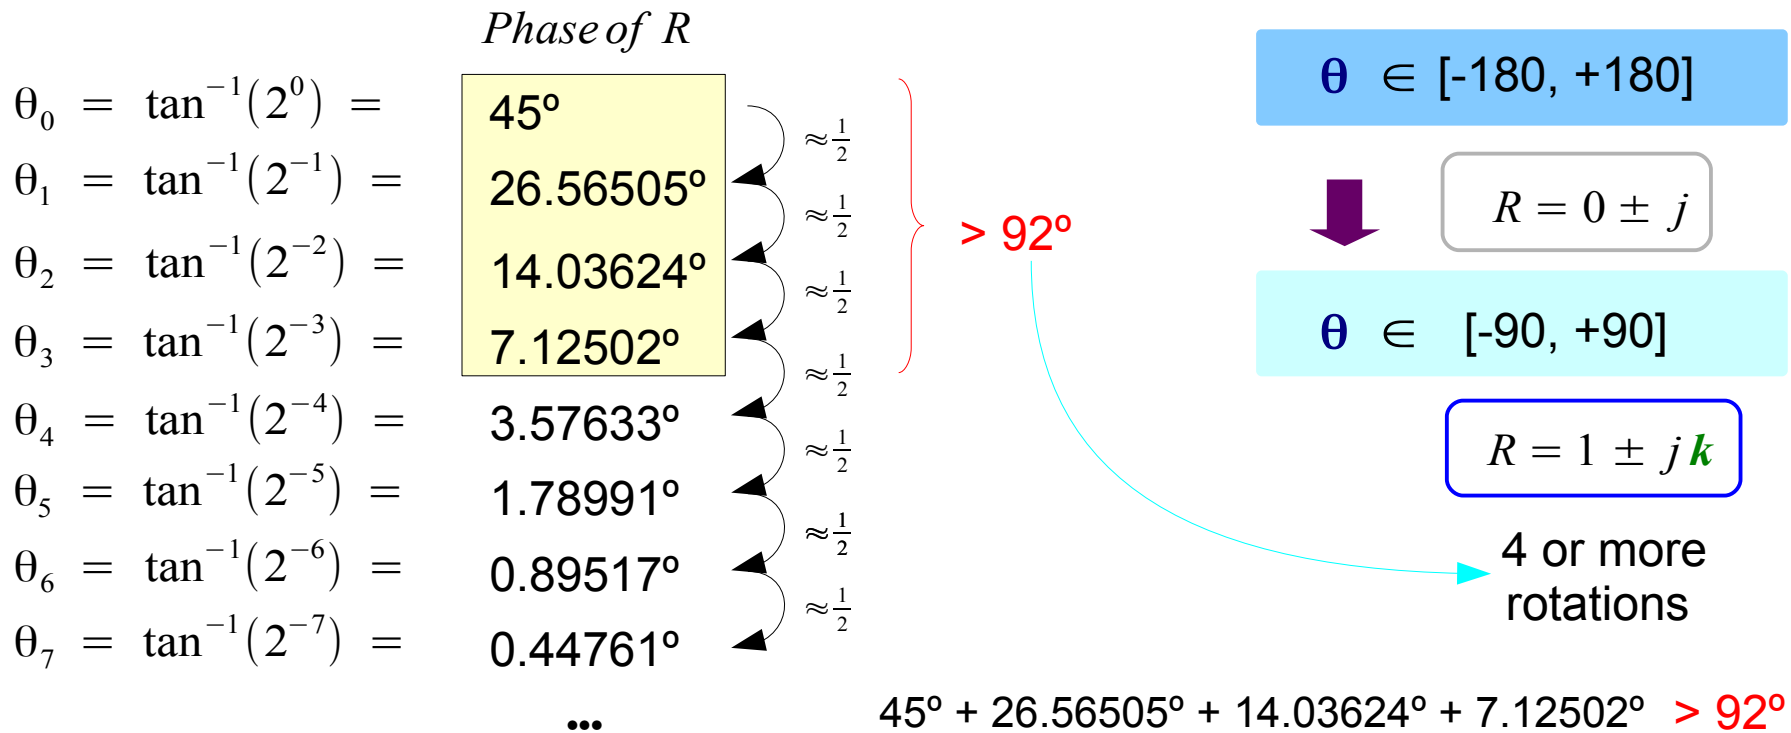 Phase of R
θ₀ = tan⁻¹(2⁰) = 45º
θ₁ = tan⁻¹(2⁻¹) = 26.56505º
θ₂ = tan⁻¹(2⁻²) = 14.03624º
θ₃ = tan⁻¹(2⁻³) = 7.12502º
θ₄ = tan⁻¹(2⁻⁴) = 3.57633º
θ₅ = tan⁻¹(2⁻⁵) = 1.78991º
θ₆ = tan⁻¹(2⁻⁶) = 0.89517º
θ₇ = tan⁻¹(2⁻⁷) = 0.44761º
...
≈ 1/2
≈ 1/2
≈ 1/2
≈ 1/2
≈ 1/2
≈ 1/2
≈ 1/2
> 92º
θ ∈ [-180, +180]
R = 0 ± j
θ ∈ [-90, +90]
R = 1 ± j k
4 or more
rotations
45º + 26.56505º + 14.03624º + 7.12502º > 92º